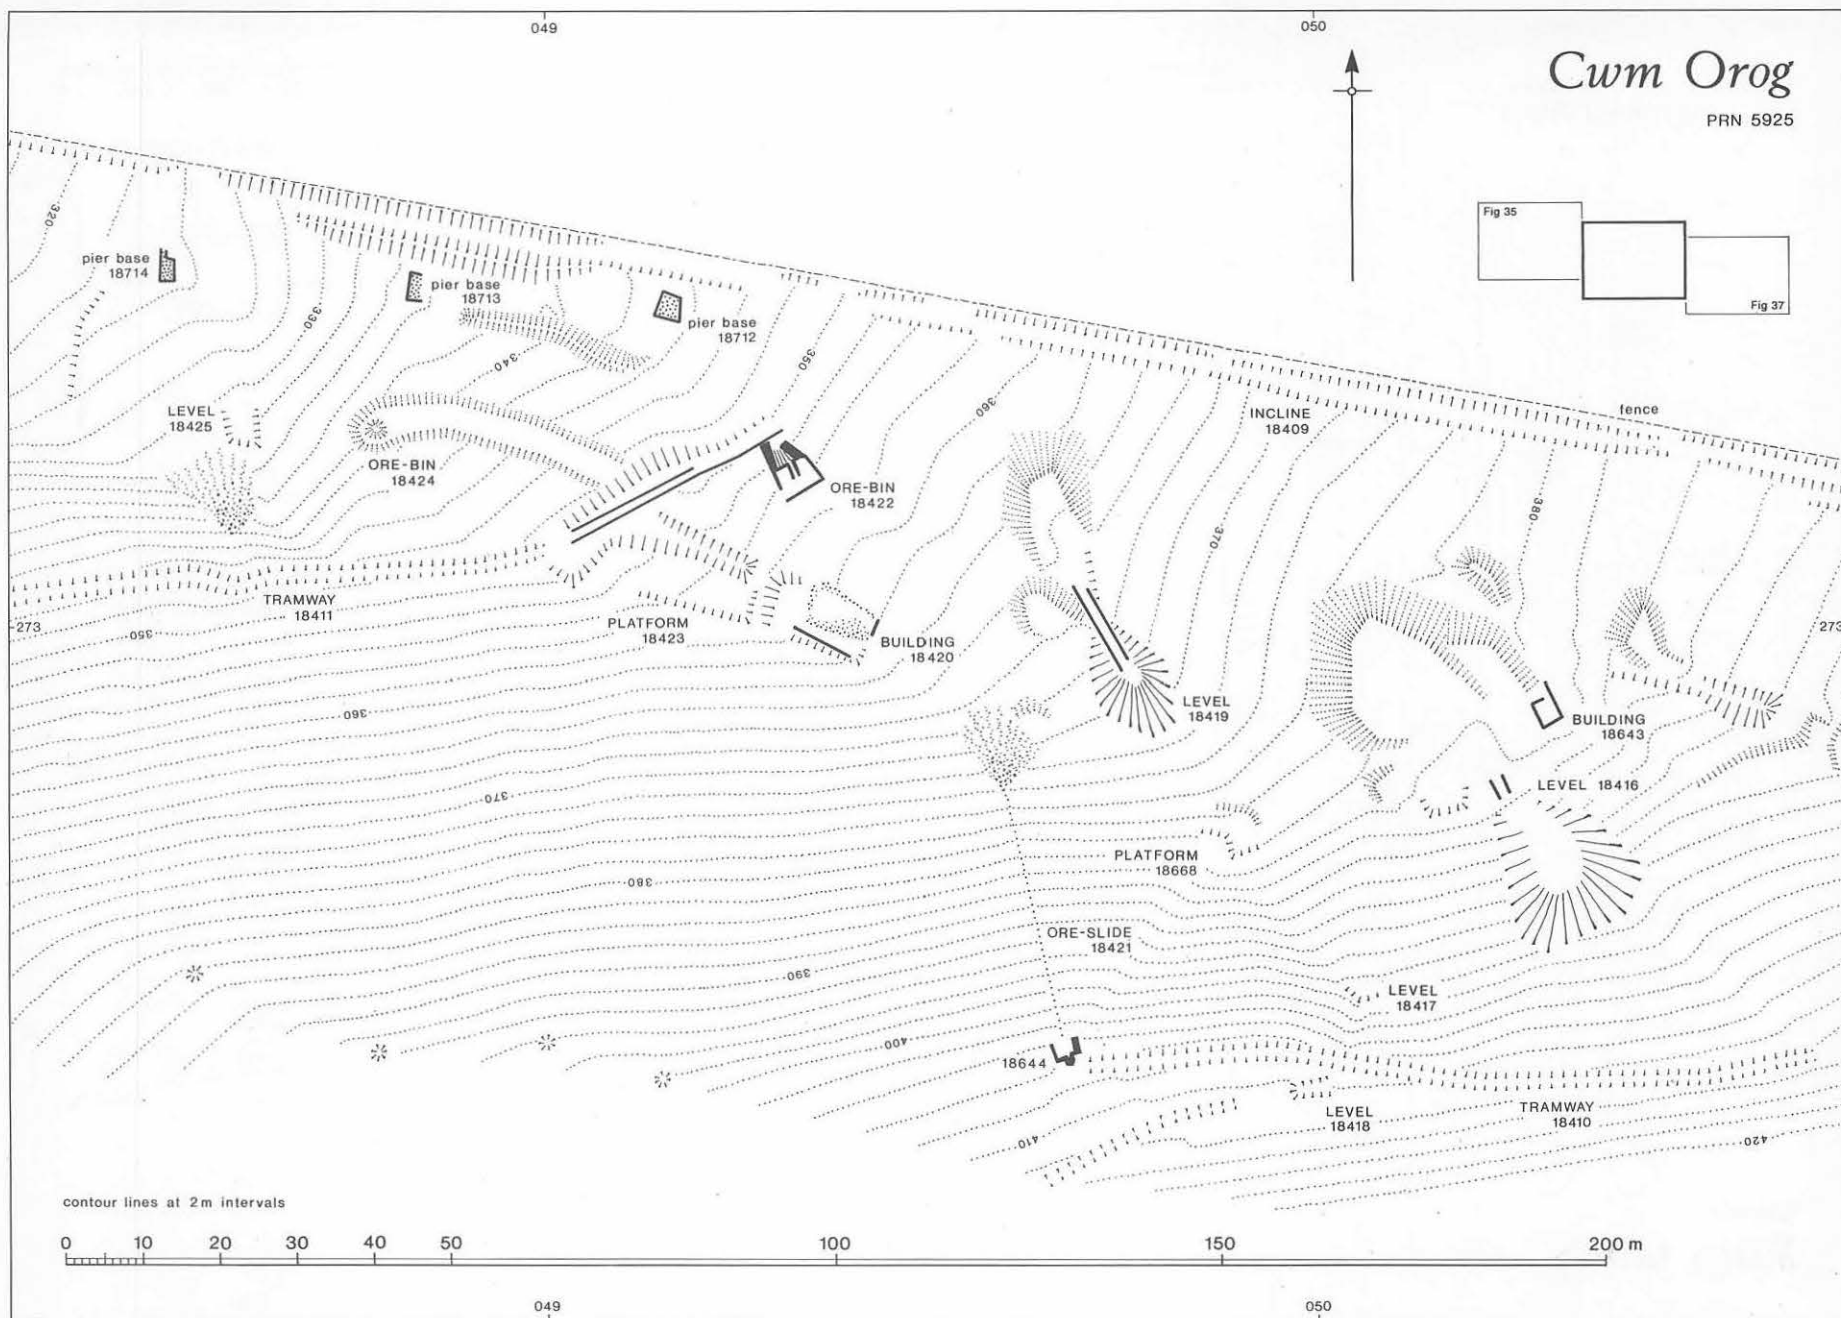 049
050
Cwm Orog
PRN 5925
Fig 35
Fig 37
320
pier base
18714
330
pier base
18713
pier base
18712
340
350
360
INCLINE
18409
fence
LEVEL
18425
ORE-BIN
18424
ORE-BIN
18422
370
380
TRAMWAY
18411
273
273
350
PLATFORM
18423
BUILDING
18420
LEVEL
18419
BUILDING
18643
360
370
LEVEL 18416
PLATFORM
18668
380
ORE-SLIDE
18421
390
LEVEL
18417
400
18644
LEVEL
18418
TRAMWAY
18410
410
420
contour lines at 2m intervals
0 10 20 30 40 50 100 150 200 m
049
050